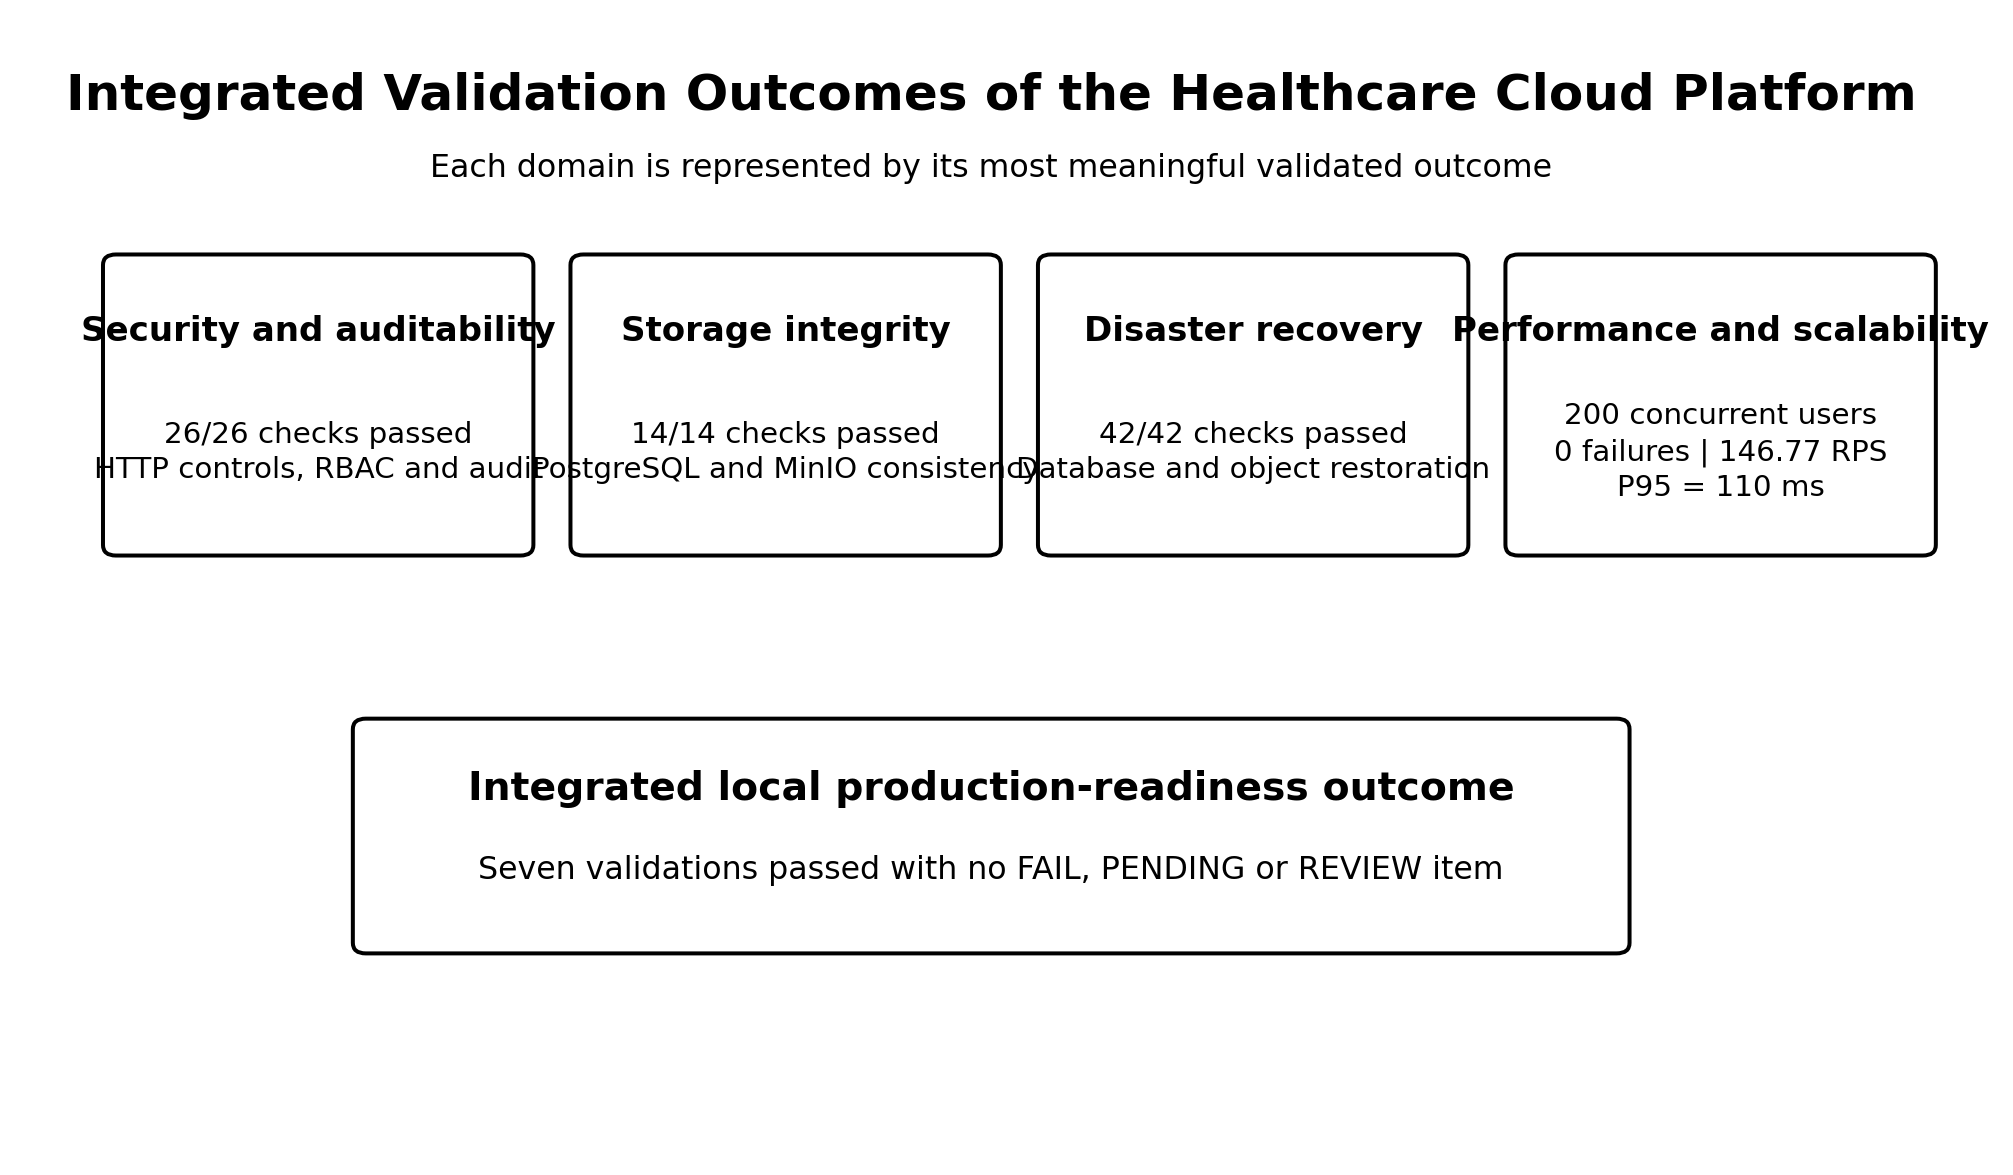 Integrated Validation Outcomes of the Healthcare Cloud Platform
Each domain is represented by its most meaningful validated outcome
Security and auditability
26/26 checks passed
HTTP controls, RBAC and audit
Storage integrity
14/14 checks passed
PostgreSQL and MinIO consistency
Disaster recovery
42/42 checks passed
Database and object restoration
Performance and scalability
200 concurrent users
0 failures | 146.77 RPS
P95 = 110 ms
Integrated local production-readiness outcome
Seven validations passed with no FAIL, PENDING or REVIEW item